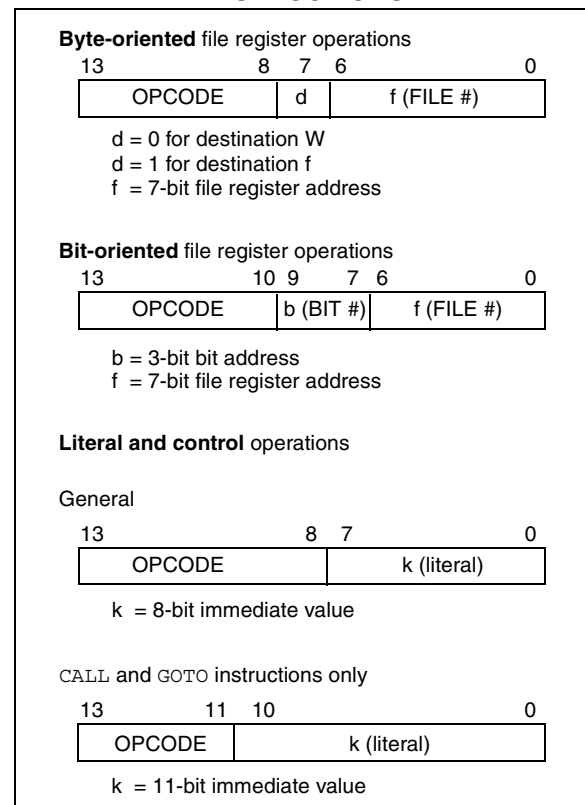 Byte-oriented file register operations
13 8 7 6 0
OPCODE d f (FILE #)
d = 0 for destination W
d = 1 for destination f
f = 7-bit file register address
Bit-oriented file register operations
13 10 9 7 6 0
OPCODE b (BIT #) f (FILE #)
b = 3-bit bit address
f = 7-bit file register address
Literal and control operations
General
13 8 7 0
OPCODE k (literal)
k = 8-bit immediate value
CALL and GOTO instructions only
13 11 10 0
OPCODE k (literal)
k = 11-bit immediate value